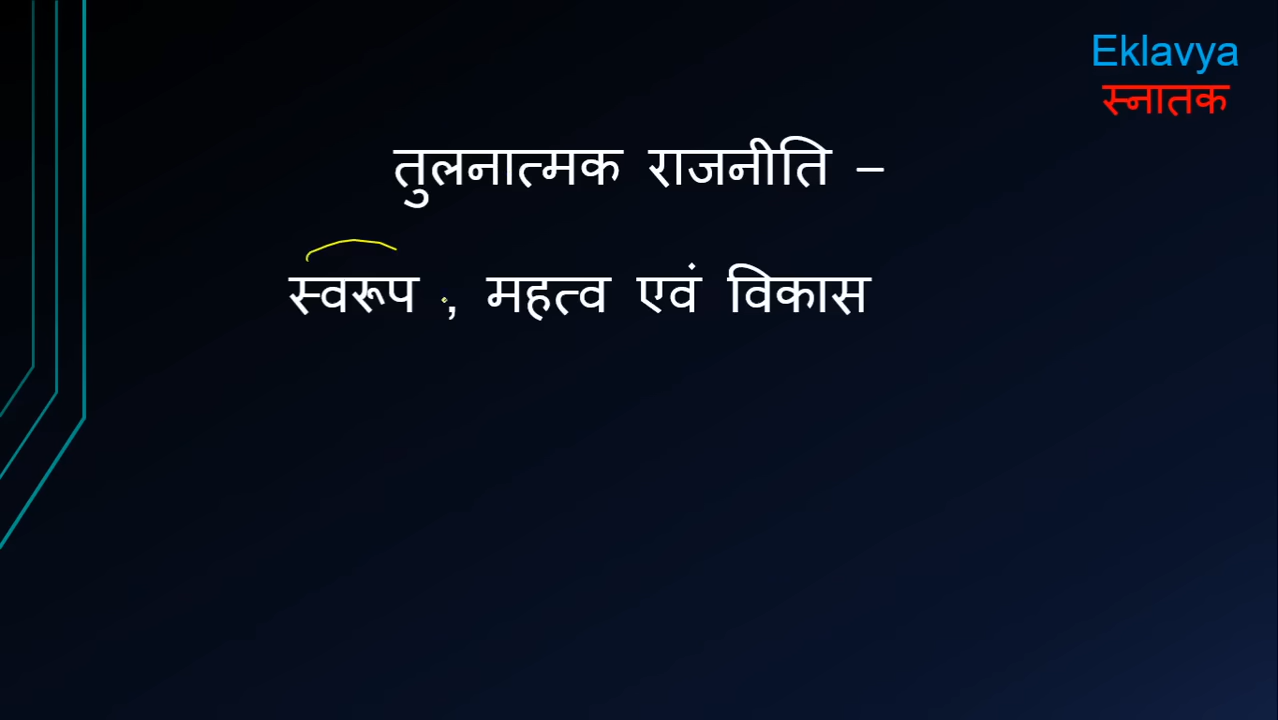 Eklavya
स्नातक
तुलनात्मक राजनीति –
स्वरूप , महत्व एवं विकास